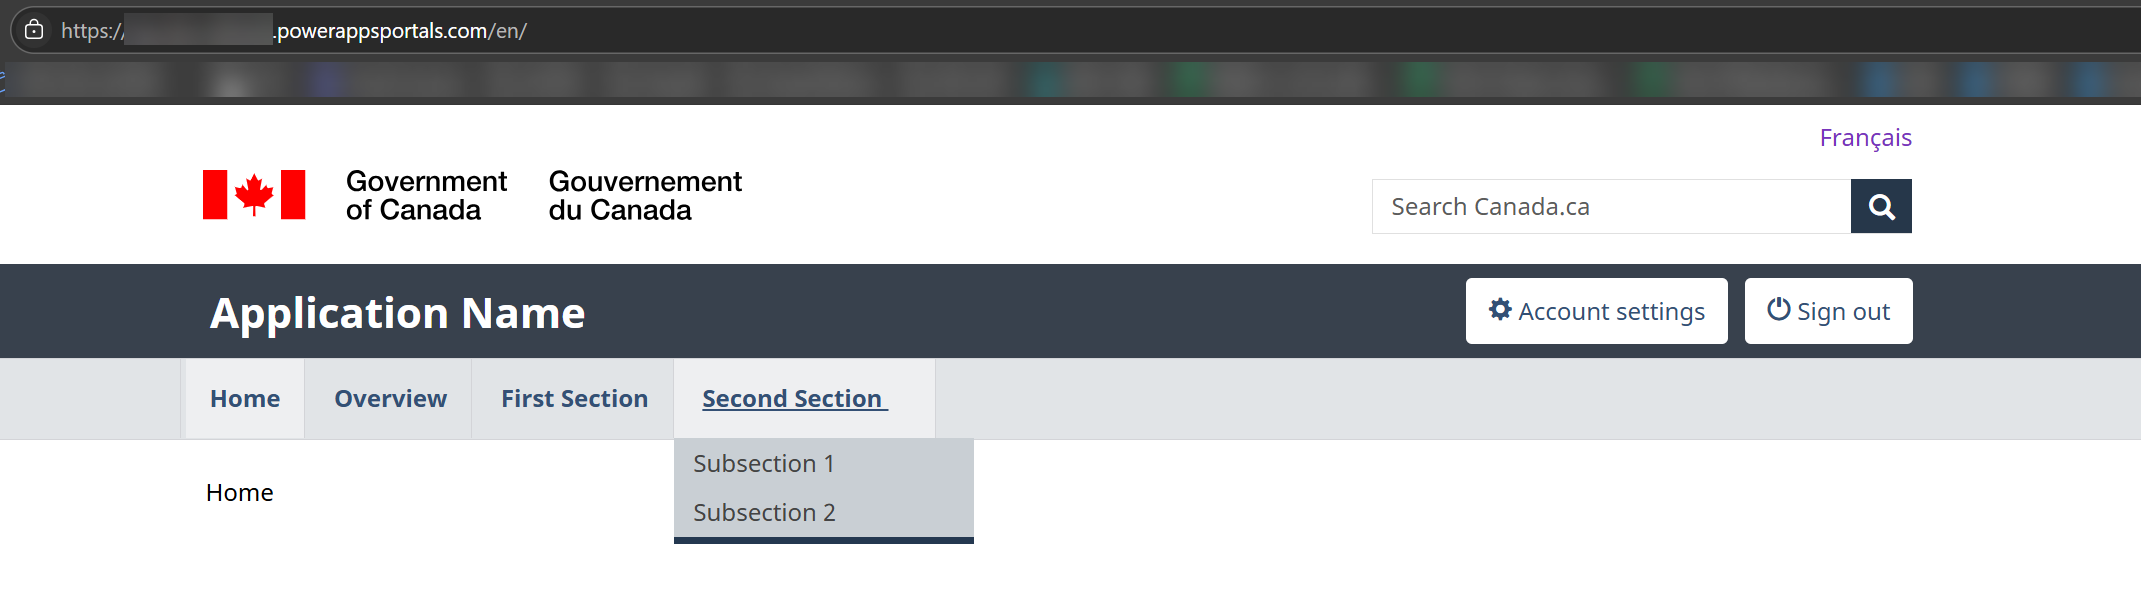 https://
.powerappsportals.com/en/
Français
Government
of Canada
Gouvernement
du Canada
Search Canada.ca
Application Name
Account settings
Sign out
Home
Overview
First Section
Second Section
Subsection 1
Subsection 2
Home